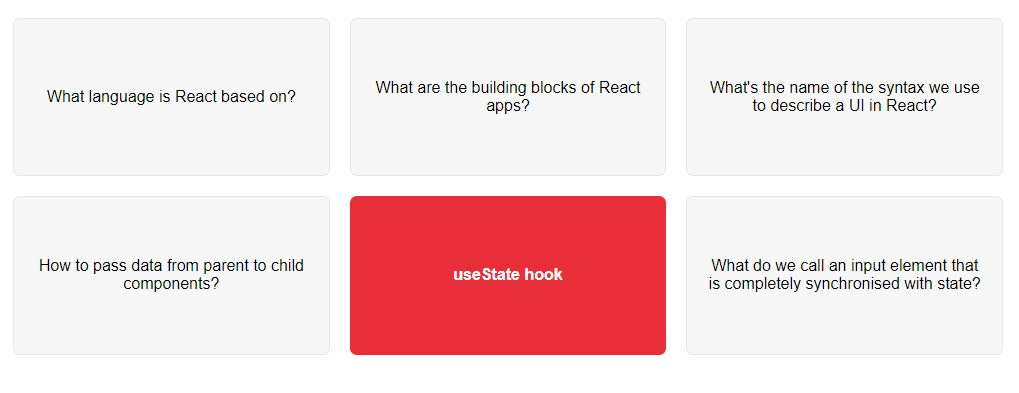 What language is React based on?
What are the building blocks of React
apps?
What's the name of the syntax we use
to describe a UI in React?
How to pass data from parent to child
components?
useState hook
What do we call an input element that
is completely synchronised with state?